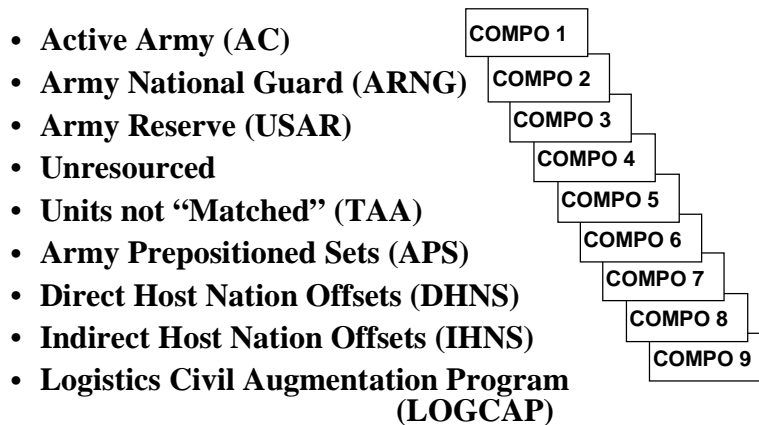 • Active Army (AC)
COMPO 1
• Army National Guard (ARNG)
COMPO 2
• Army Reserve (USAR)
COMPO 3
• Unresourced
COMPO 4
• Units not “Matched” (TAA)
COMPO 5
• Army Prepositioned Sets (APS)
COMPO 6
• Direct Host Nation Offsets (DHNS)
COMPO 7
• Indirect Host Nation Offsets (IHNS)
COMPO 8
• Logistics Civil Augmentation Program
(LOGCAP)
COMPO 9